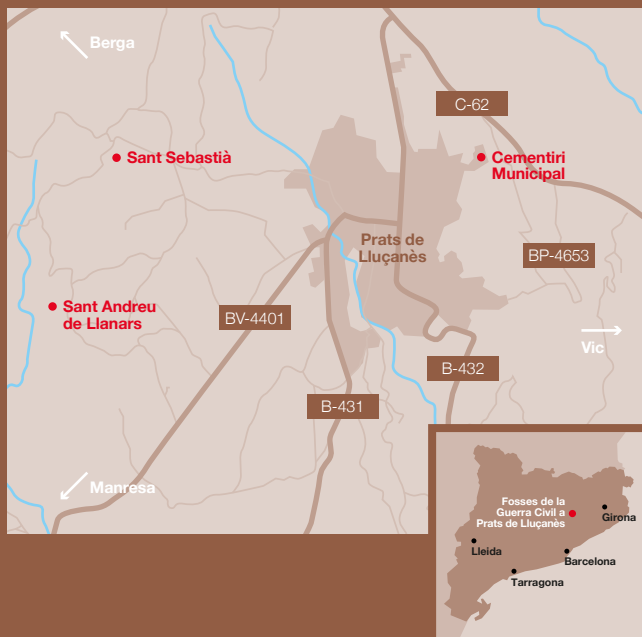 Berga
C-62
Sant Sebastià
Cementiri
Municipal
Prats de
Lluçanès
BP-4653
Sant Andreu
de Llanars
BV-4401
Vic
B-432
B-431
Manresa
Fosses de la
Guerra Civil a
Prats de Lluçanès
Girona
Lleida
Barcelona
Tarragona